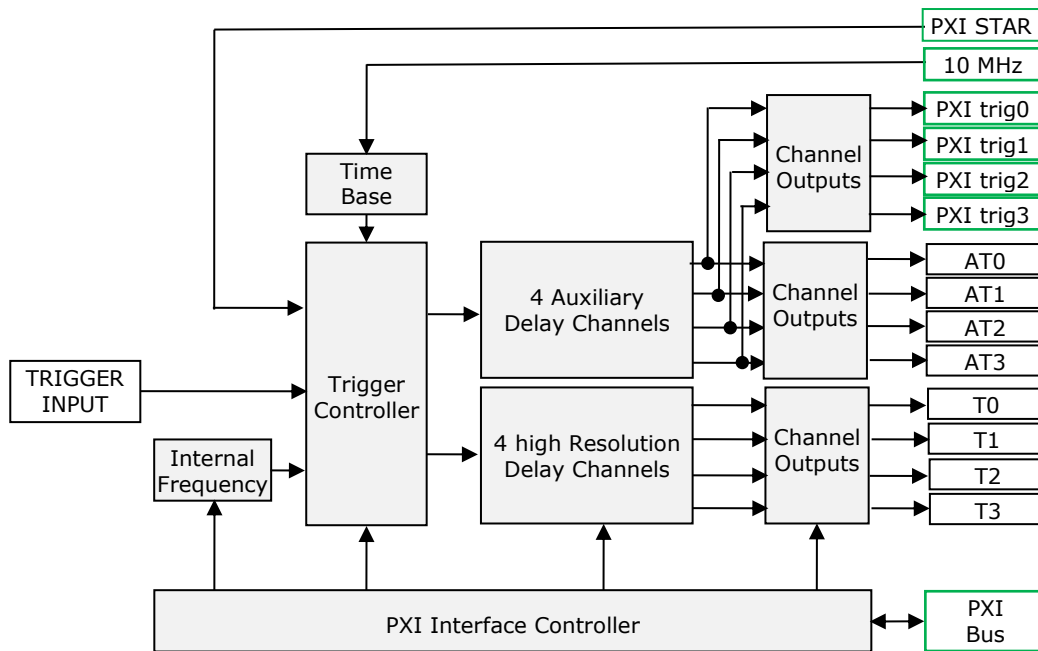 PXI STAR
10 MHz
PXI trig0
PXI trig1
PXI trig2
PXI trig3
Channel
Outputs
Time
Base
AT0
AT1
AT2
AT3
4 Auxiliary
Delay Channels
Channel
Outputs
TRIGGER
INPUT
Trigger
Controller
T0
T1
T2
T3
4 high Resolution
Delay Channels
Channel
Outputs
Internal
Frequency
PXI Interface Controller
PXI
Bus